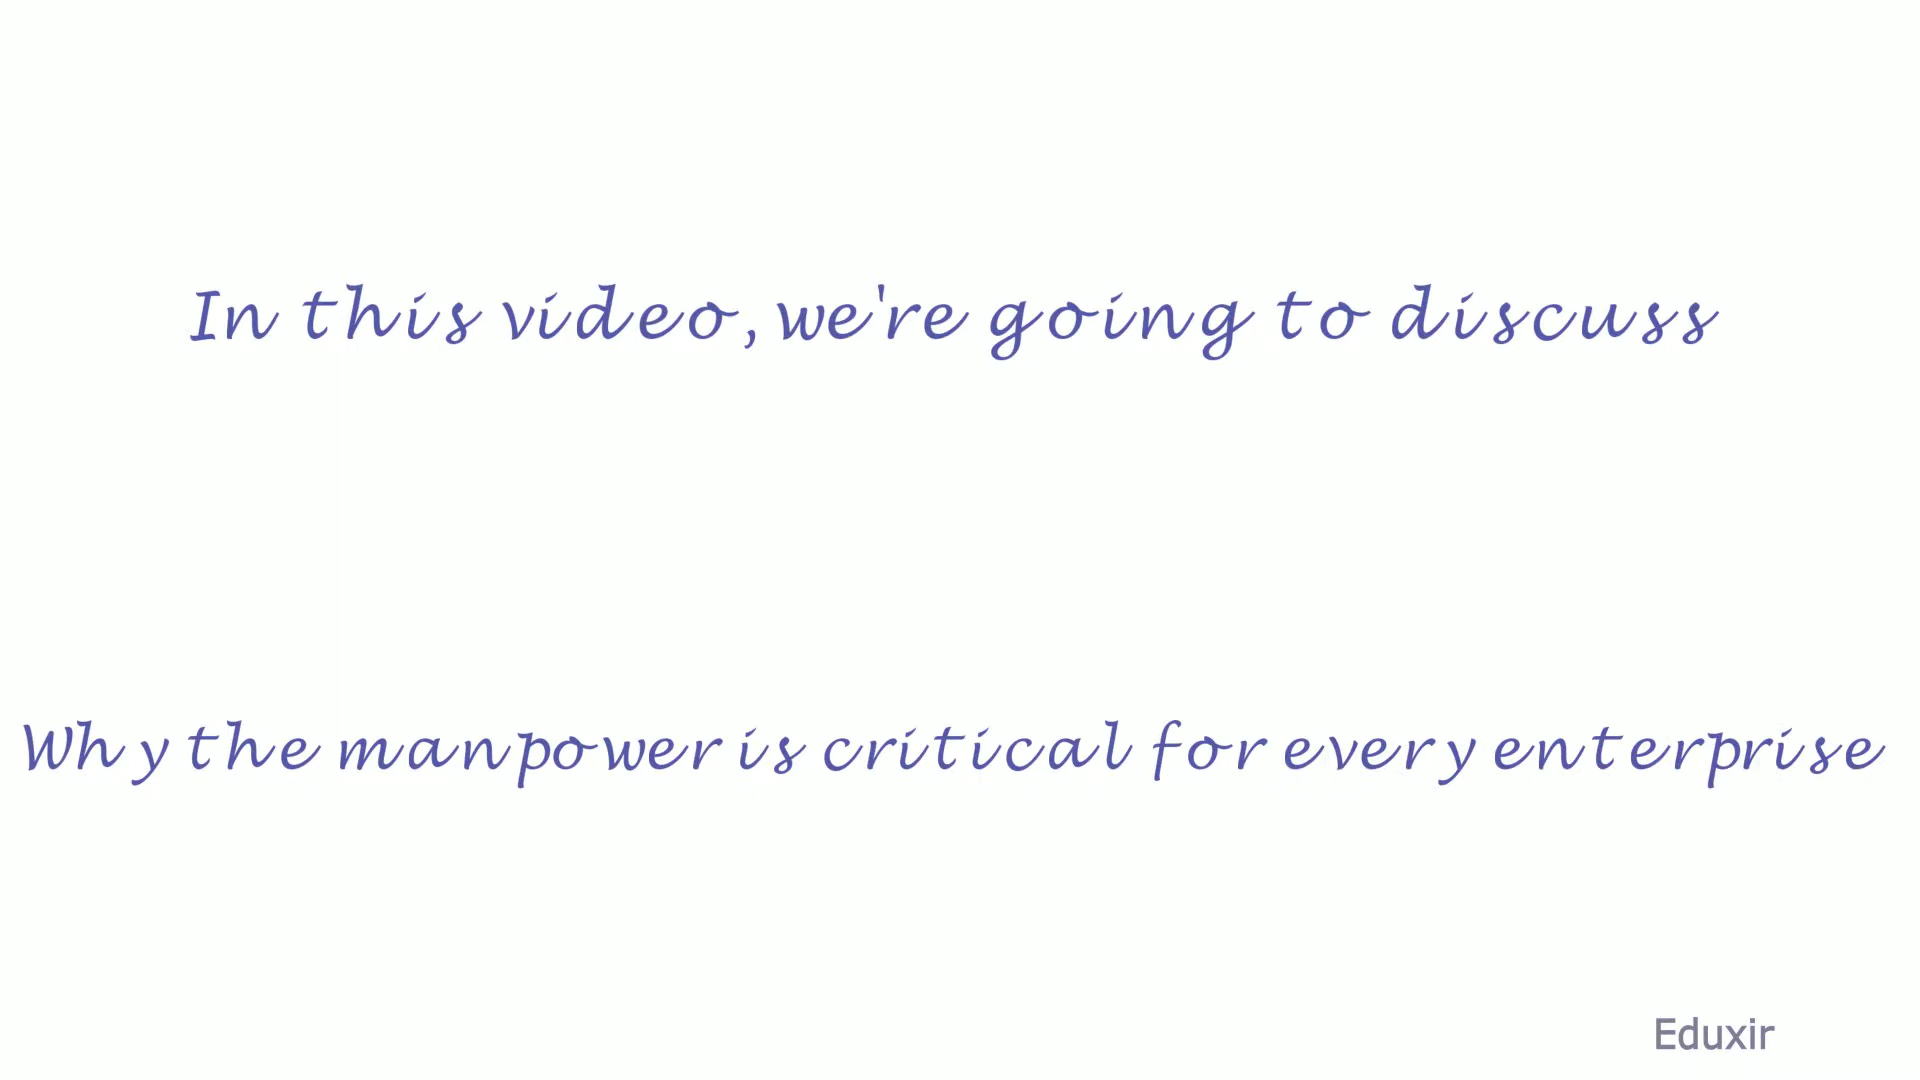 In this video, we're going to discuss
Why the manpower is critical for every enterprise
Eduxir